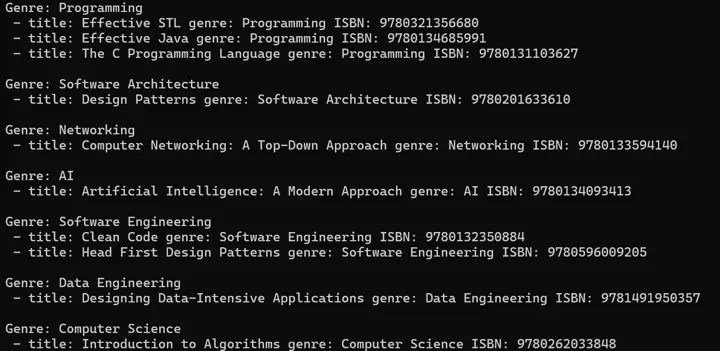 Genre: Programming
- title: Effective STL genre: Programming ISBN: 9780321356680
- title: Effective Java genre: Programming ISBN: 9780134685991
- title: The C Programming Language genre: Programming ISBN: 9780131103627
Genre: Software Architecture
- title: Design Patterns genre: Software Architecture ISBN: 9780201633610
Genre: Networking
- title: Computer Networking: A Top-Down Approach genre: Networking ISBN: 9780133594140
Genre: AI
- title: Artificial Intelligence: A Modern Approach genre: AI ISBN: 9780134093413
Genre: Software Engineering
- title: Clean Code genre: Software Engineering ISBN: 9780132350884
- title: Head First Design Patterns genre: Software Engineering ISBN: 9780596009205
Genre: Data Engineering
- title: Designing Data-Intensive Applications genre: Data Engineering ISBN: 9781491950357
Genre: Computer Science
- title: Introduction to Algorithms genre: Computer Science ISBN: 9780262033848